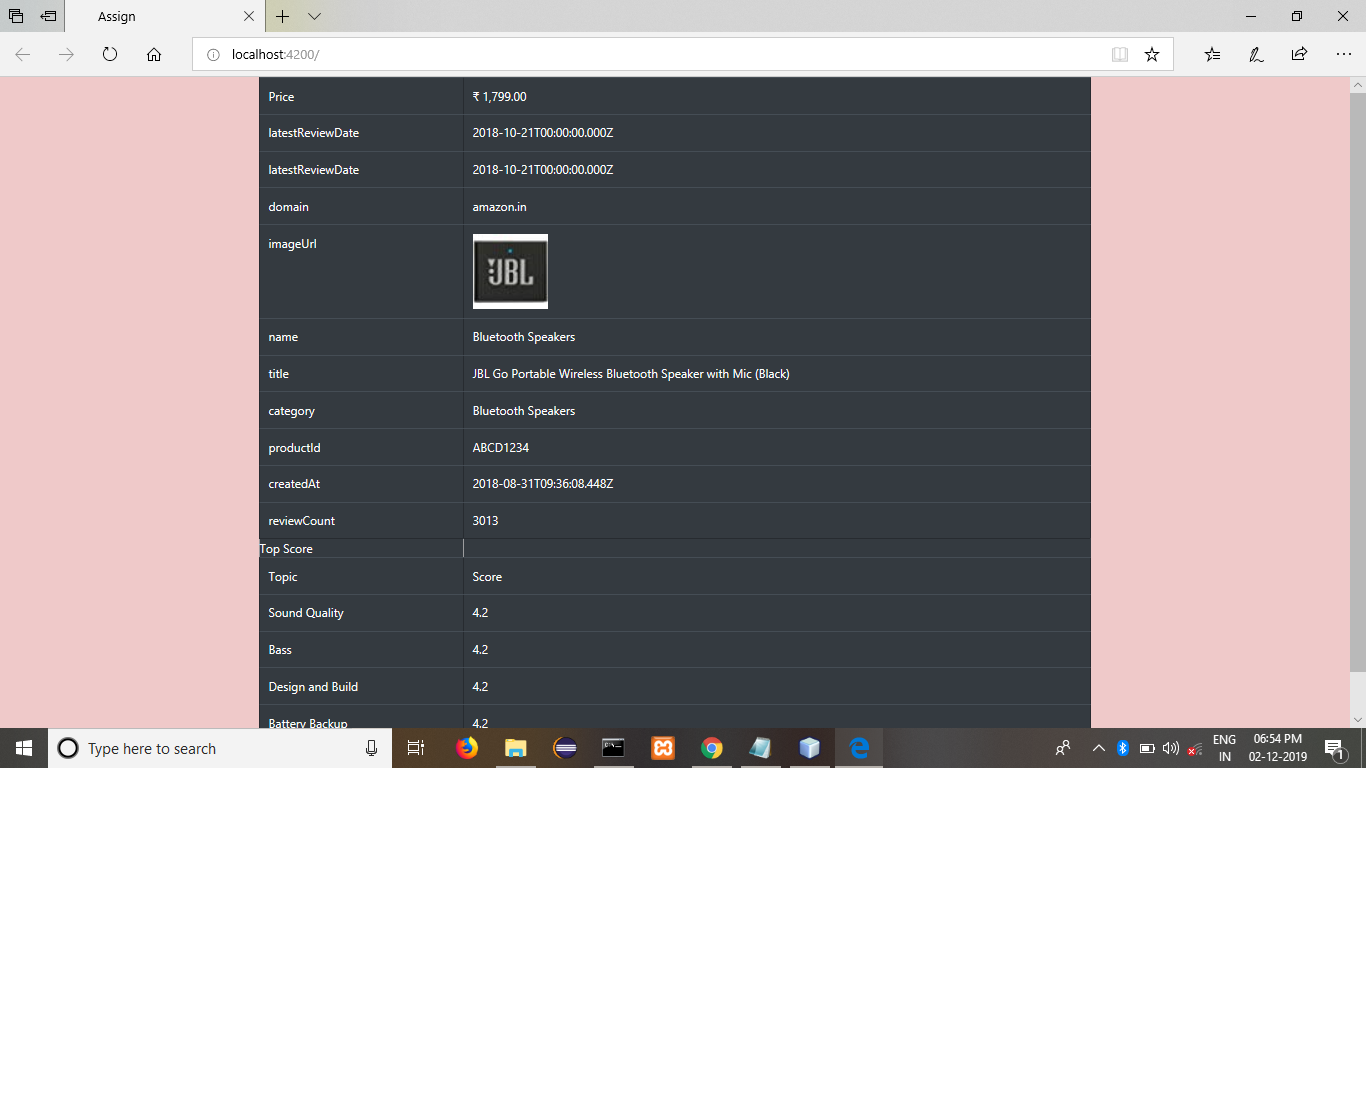 Assign
localhost:4200/
Price ₹ 1,799.00
latestReviewDate 2018-10-21T00:00:00.000Z
latestReviewDate 2018-10-21T00:00:00.000Z
domain amazon.in
imageUrl
JBL
name Bluetooth Speakers
title JBL Go Portable Wireless Bluetooth Speaker with Mic (Black)
category Bluetooth Speakers
productId ABCD1234
createdAt 2018-08-31T09:36:08.448Z
reviewCount 3013
Top Score
Topic Score
Sound Quality 4.2
Bass 4.2
Design and Build 4.2
Battery Backup 4.2
Type here to search
ENG 06:54 PM
IN 02-12-2019
1